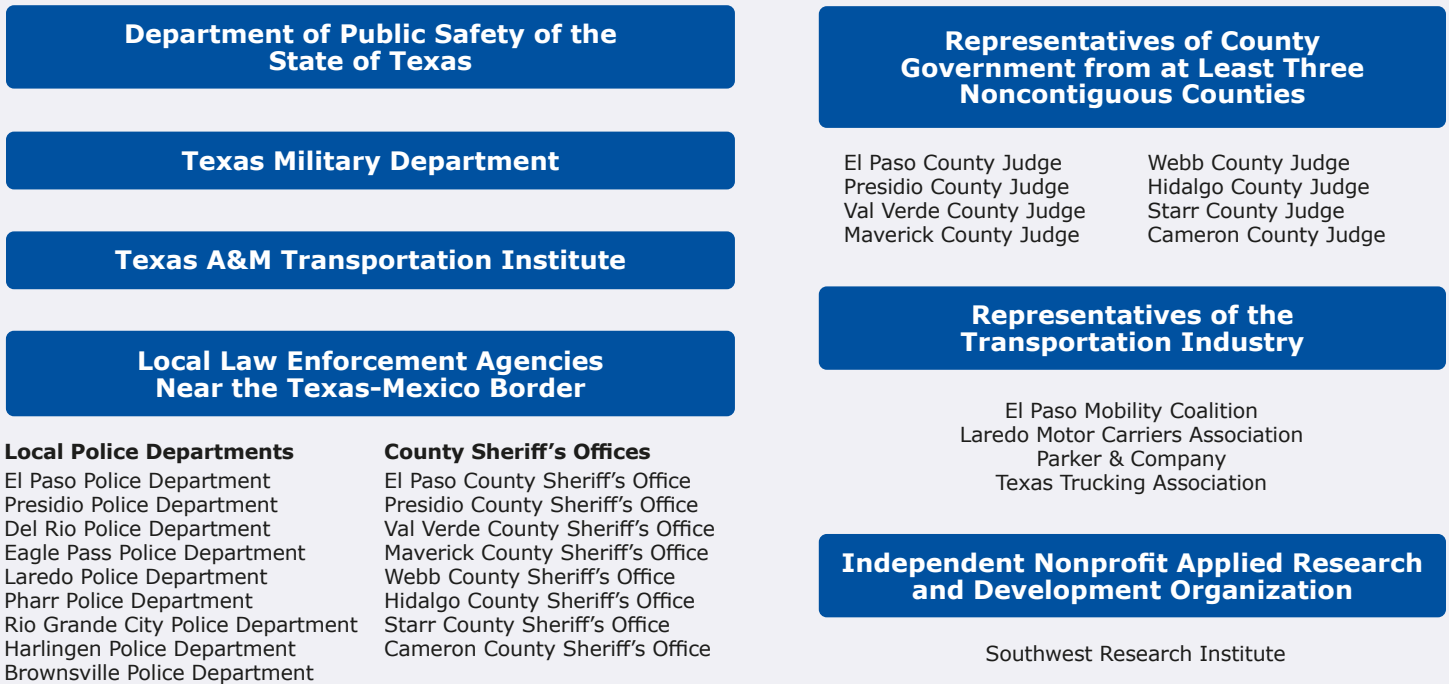 Department of Public Safety of the
State of Texas
Texas Military Department
Texas A&M Transportation Institute
Local Law Enforcement Agencies
Near the Texas-Mexico Border
Local Police Departments
El Paso Police Department
Presidio Police Department
Del Rio Police Department
Eagle Pass Police Department
Laredo Police Department
Pharr Police Department
Rio Grande City Police Department
Harlingen Police Department
Brownsville Police Department
County Sheriff’s Offices
El Paso County Sheriff’s Office
Presidio County Sheriff’s Office
Val Verde County Sheriff’s Office
Maverick County Sheriff’s Office
Webb County Sheriff’s Office
Hidalgo County Sheriff’s Office
Starr County Sheriff’s Office
Cameron County Sheriff’s Office
Representatives of County
Government from at Least Three
Noncontiguous Counties
El Paso County Judge
Presidio County Judge
Val Verde County Judge
Maverick County Judge
Webb County Judge
Hidalgo County Judge
Starr County Judge
Cameron County Judge
Representatives of the
Transportation Industry
El Paso Mobility Coalition
Laredo Motor Carriers Association
Parker & Company
Texas Trucking Association
Independent Nonprofit Applied Research
and Development Organization
Southwest Research Institute